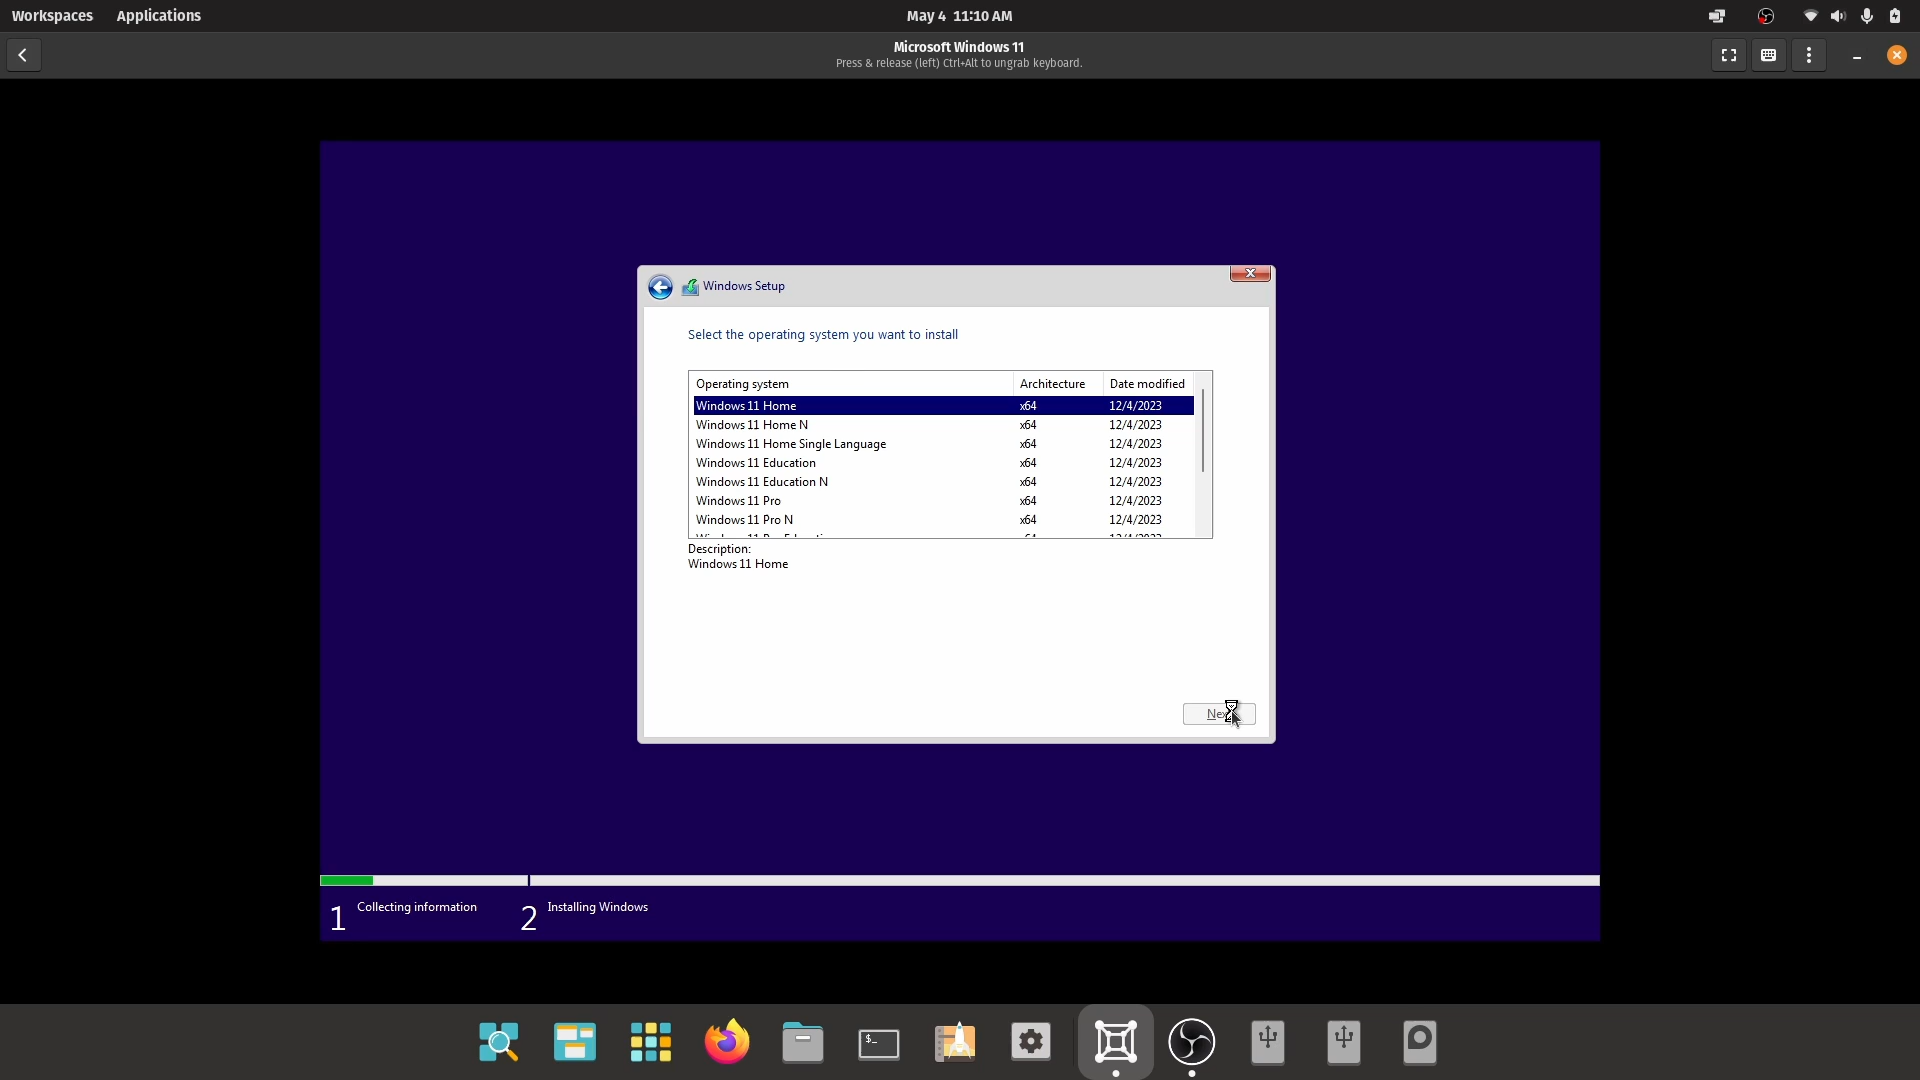 Workspaces Applications May 4 11:10 AM
Microsoft Windows 11
Press & release (left) Ctrl+Alt to ungrab keyboard.
Windows Setup
Select the operating system you want to install
Operating system Architecture Date modified
Windows 11 Home x64 12/4/2023
Windows 11 Home N x64 12/4/2023
Windows 11 Home Single Language x64 12/4/2023
Windows 11 Education x64 12/4/2023
Windows 11 Education N x64 12/4/2023
Windows 11 Pro x64 12/4/2023
Windows 11 Pro N x64 12/4/2023
Description:
Windows 11 Home
1 Collecting information 2 Installing Windows
$_